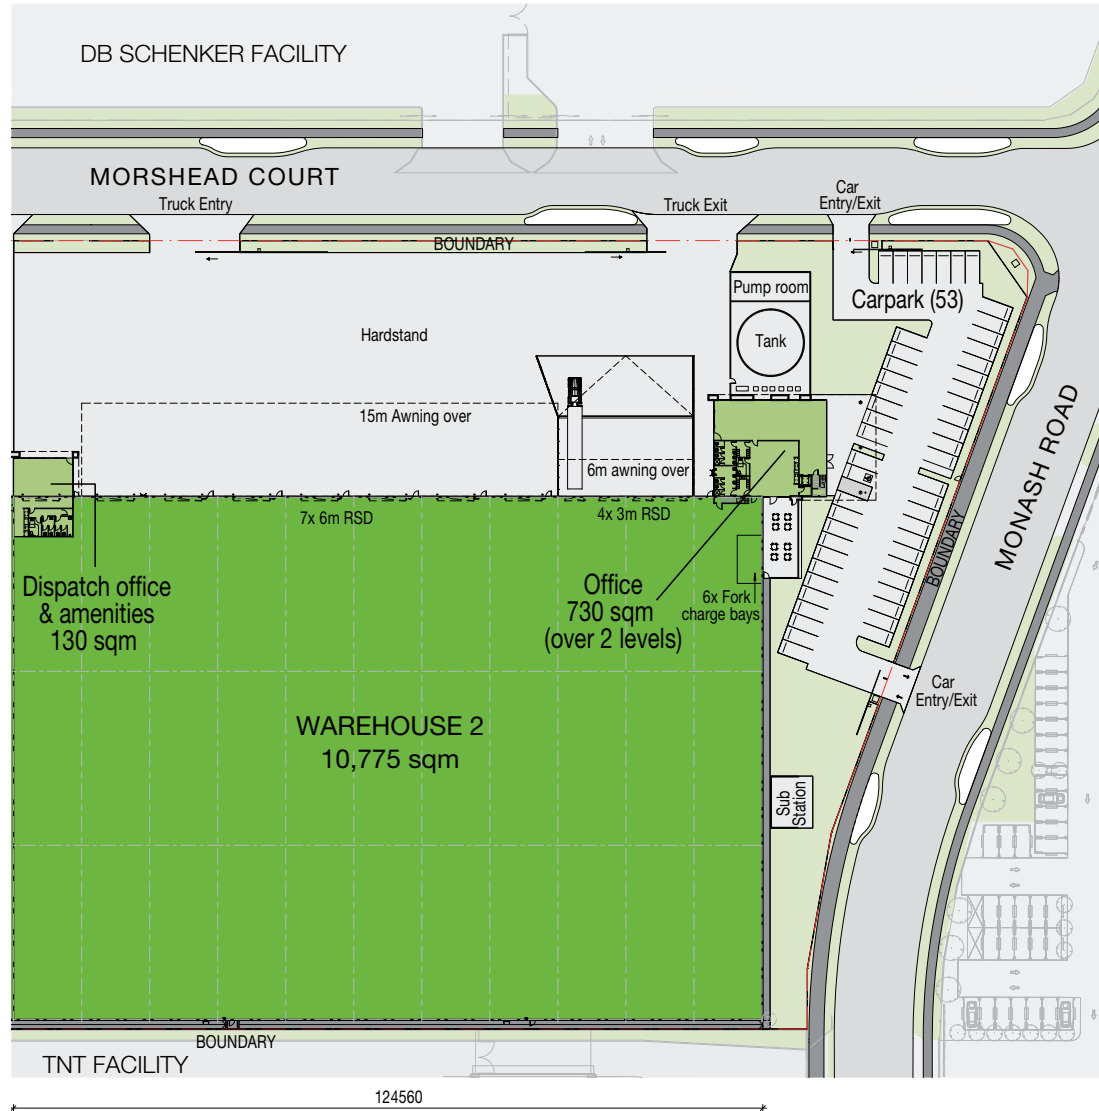 DB SCHENKER FACILITY
MORSHEAD COURT
Truck Entry
Truck Exit
Car
Entry/Exit
BOUNDARY
Pump room
Carpark (53)
Hardstand
Tank
15m Awning over
6m awning over
MONASH ROAD
7x 6m RSD
4x 3m RSD
BOUNDARY
Dispatch office
& amenities
130 sqm
Office
730 sqm
(over 2 levels)
6x Fork
charge bays
Car
Entry/Exit
WAREHOUSE 2
10,775 sqm
Sub
Station
BOUNDARY
TNT FACILITY
124560